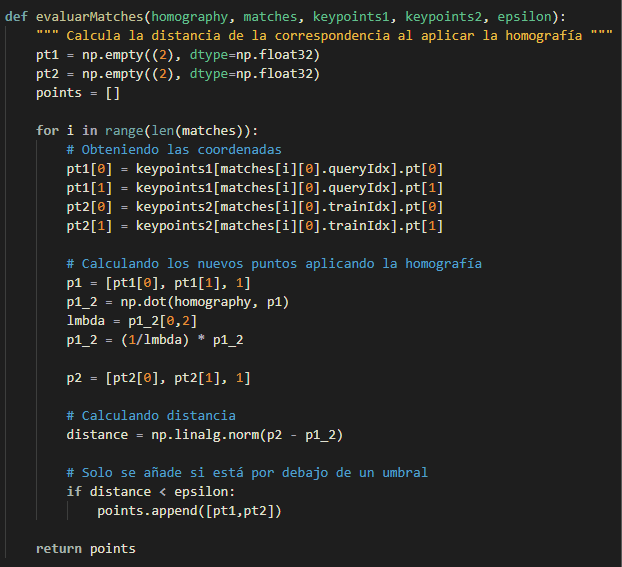 def evaluarMatches(homography, matches, keypoints1, keypoints2, epsilon):
    """ Calcula la distancia de la correspondencia al aplicar la homografía """
    pt1 = np.empty((2), dtype=np.float32)
    pt2 = np.empty((2), dtype=np.float32)
    points = []

    for i in range(len(matches)):
        # Obteniendo las coordenadas
        pt1[0] = keypoints1[matches[i][0].queryIdx].pt[0]
        pt1[1] = keypoints1[matches[i][0].queryIdx].pt[1]
        pt2[0] = keypoints2[matches[i][0].trainIdx].pt[0]
        pt2[1] = keypoints2[matches[i][0].trainIdx].pt[1]

        # Calculando los nuevos puntos aplicando la homografía
        p1 = [pt1[0], pt1[1], 1]
        p1_2 = np.dot(homography, p1)
        lmbda = p1_2[0,2]
        p1_2 = (1/lmbda) * p1_2

        p2 = [pt2[0], pt2[1], 1]

        # Calculando distancia
        distance = np.linalg.norm(p2 - p1_2)

        # Solo se añade si está por debajo de un umbral
        if distance < epsilon:
            points.append([pt1,pt2])

    return points